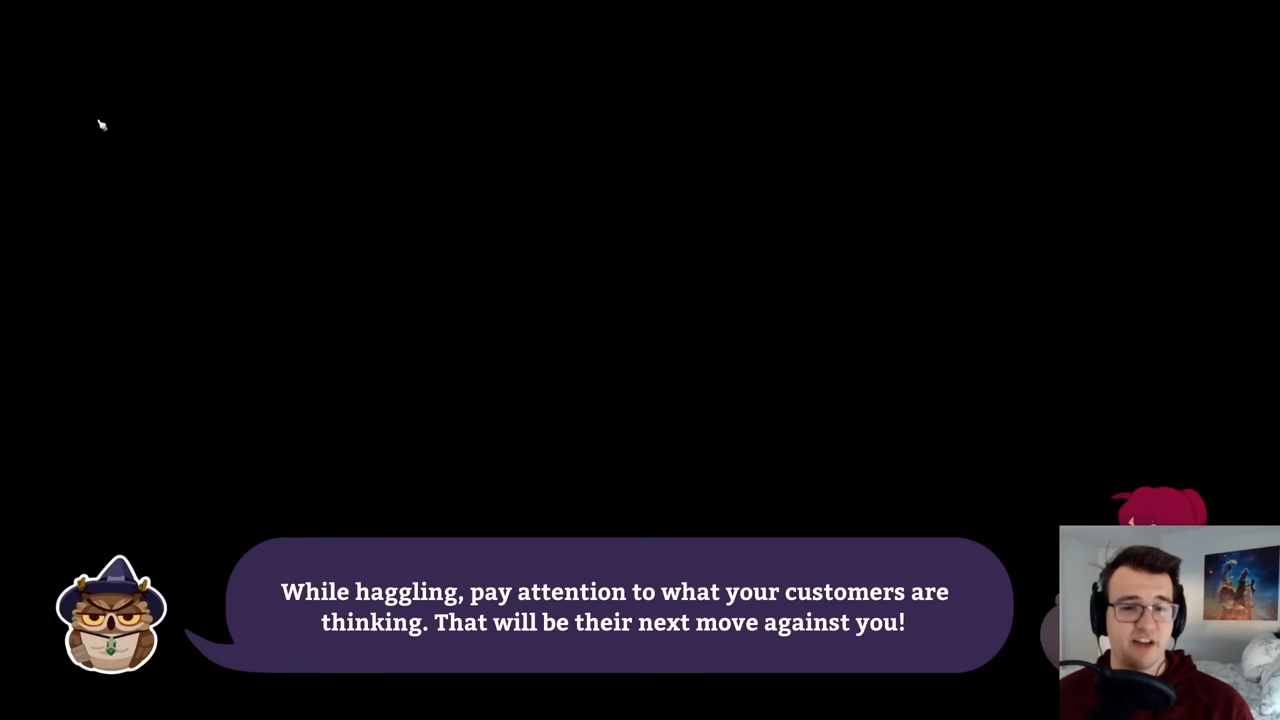 While haggling, pay attention to what your customers are
thinking. That will be their next move against you!